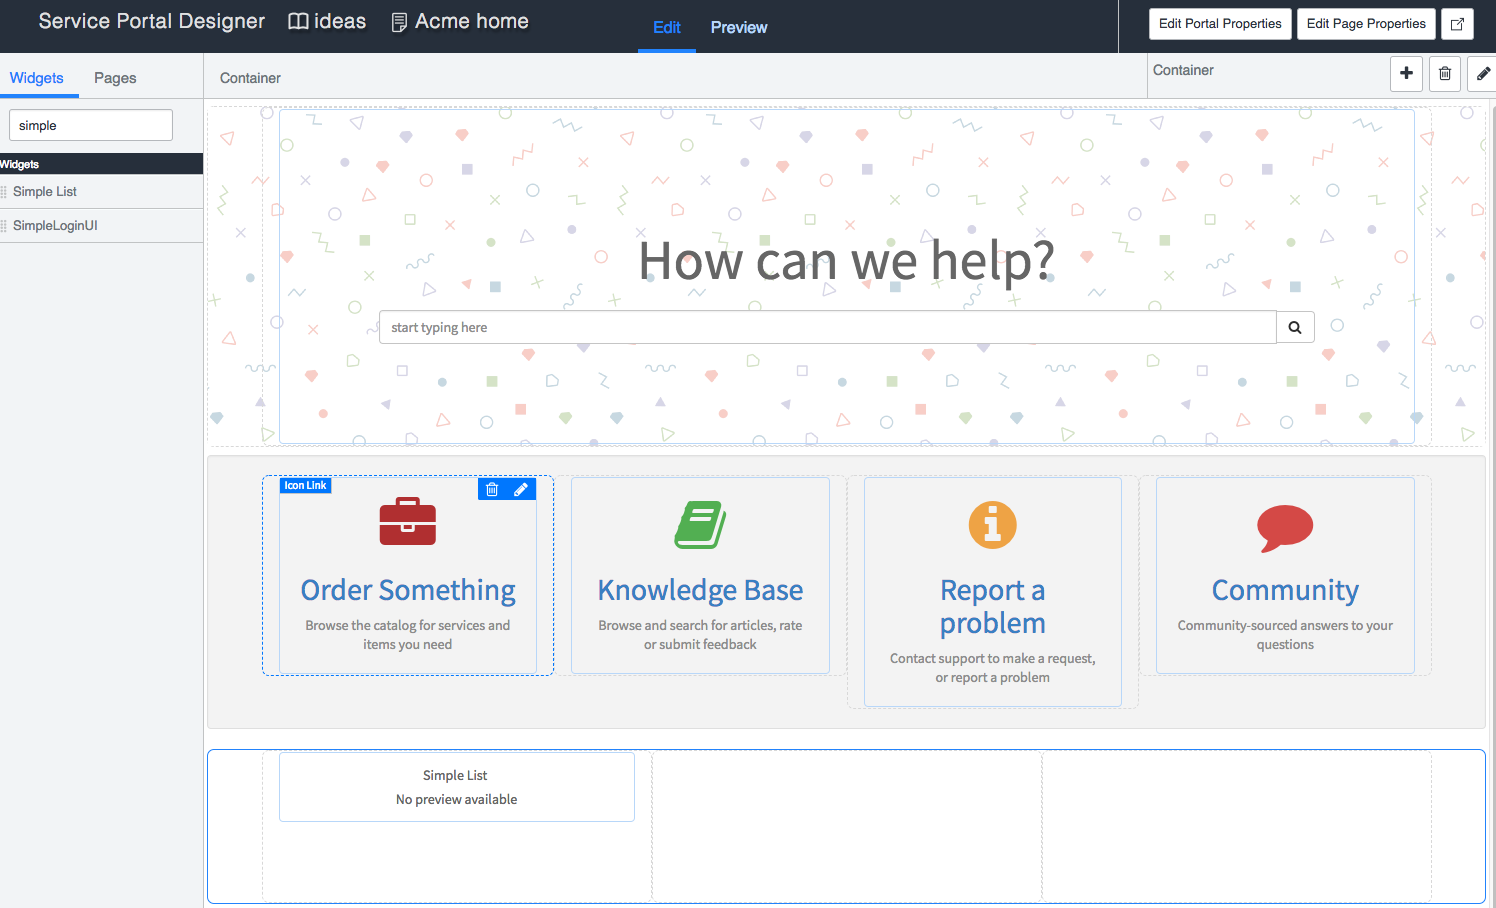 Service Portal Designer ideas Acme home Edit Preview Edit Portal Properties Edit Page Properties
Widgets Pages
Container
Container
simple
Widgets
Simple List
SimpleLoginUI
How can we help?
start typing here
Icon Link
Order Something
Browse the catalog for services and
items you need
Knowledge Base
Browse and search for articles, rate
or submit feedback
Report a
problem
Contact support to make a request,
or report a problem
Community
Community-sourced answers to your
questions
Simple List
No preview available